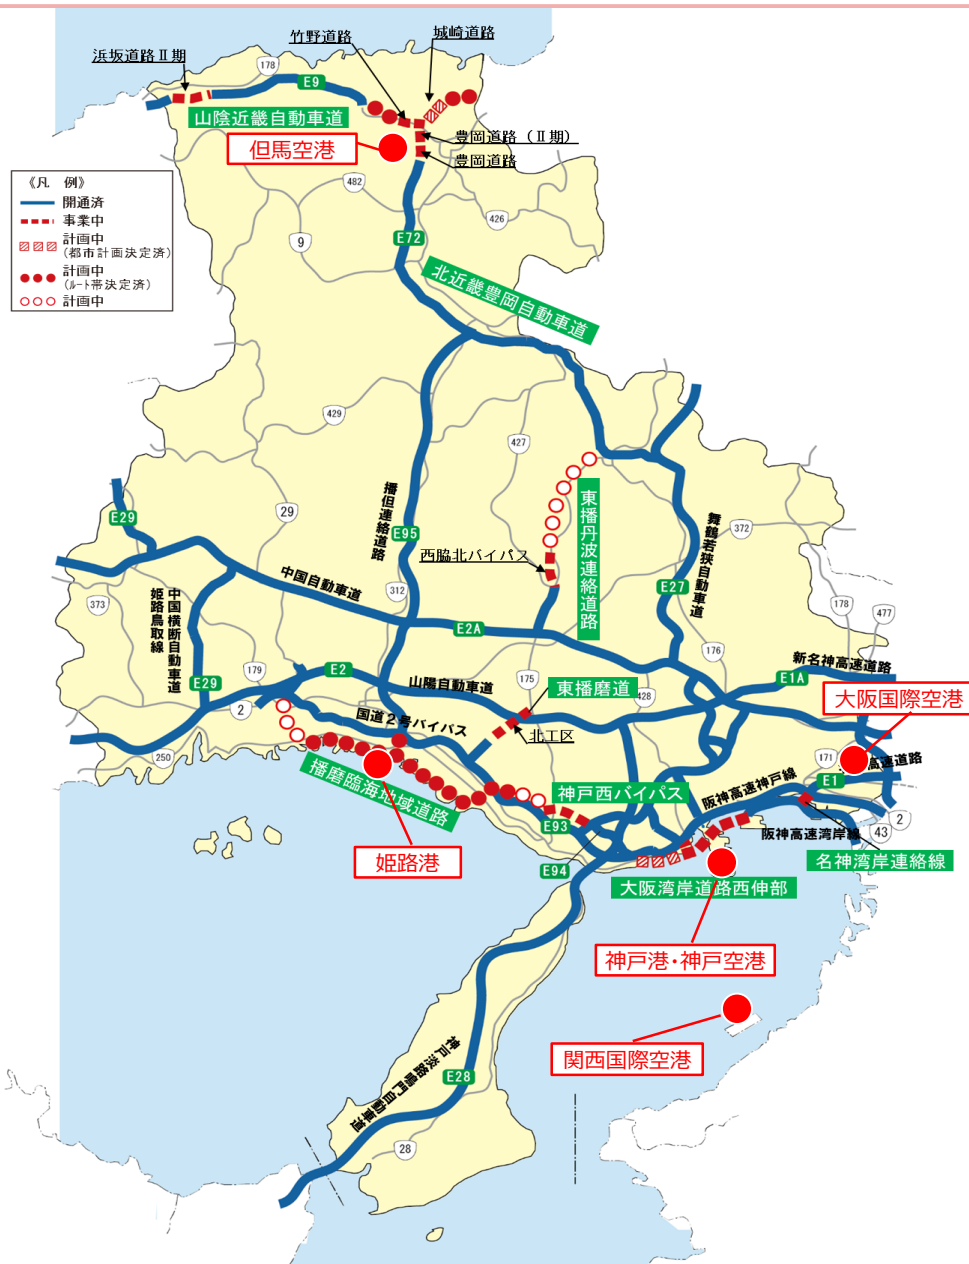 浜坂道路Ⅱ期
竹野道路
城崎道路
178
E9
山陰近畿自動車道
但馬空港
豊岡道路（Ⅱ期）
豊岡道路
《凡　例》
開通済
事業中
計画中
(都市計画決定済)
計画中
(ルート帯決定済)
計画中
482
426
9
E72
北近畿豊岡自動車道
429
427
播但連絡道路
東播丹波連絡道路
舞鶴若狭自動車道
E29
29
E95
372
西脇北バイパス
中国自動車道
E27
373
中国横断自動車道
姫路鳥取線
312
178
477
E2A
176
新名神高速道路
179
E2
E1A
E29
山陽自動車道
175
東播磨道
428
大阪国際空港
2
国道２号バイパス
北工区
250
171
高速道路
播磨臨海地域道路
神戸西バイパス
阪神高速神戸線
E1
E93
阪神高速湾岸線
2
43
姫路港
E94
名神湾岸連絡線
大阪湾岸道路西伸部
神戸港・神戸空港
関西国際空港
神戸淡路鳴門自動車道
E28
28